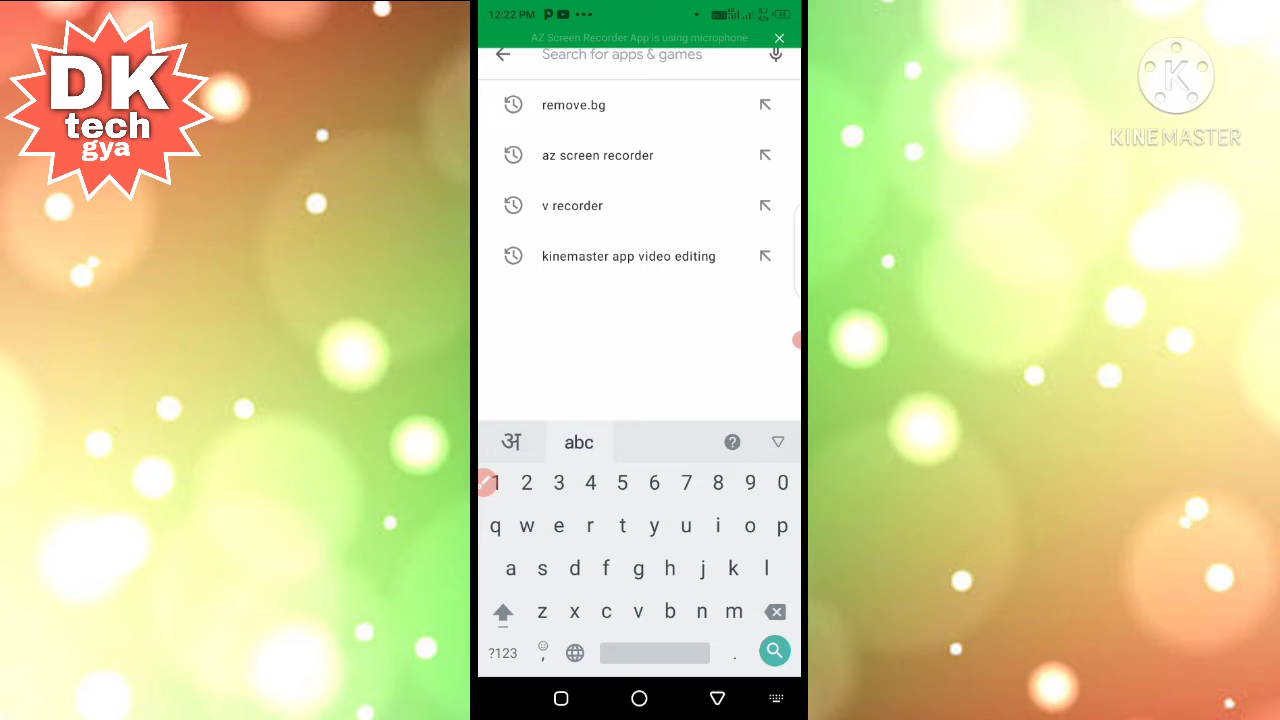 DK
tech
gya
12:22 PM
AZ Screen Recorder App is using microphone
Search for apps & games
remove.bg
az screen recorder
v recorder
kinemaster app video editing
अ abc
1 2 3 4 5 6 7 8 9 0
q w e r t y u i o p
a s d f g h j k l
z x c v b n m
?123 , .
K
KINEMASTER